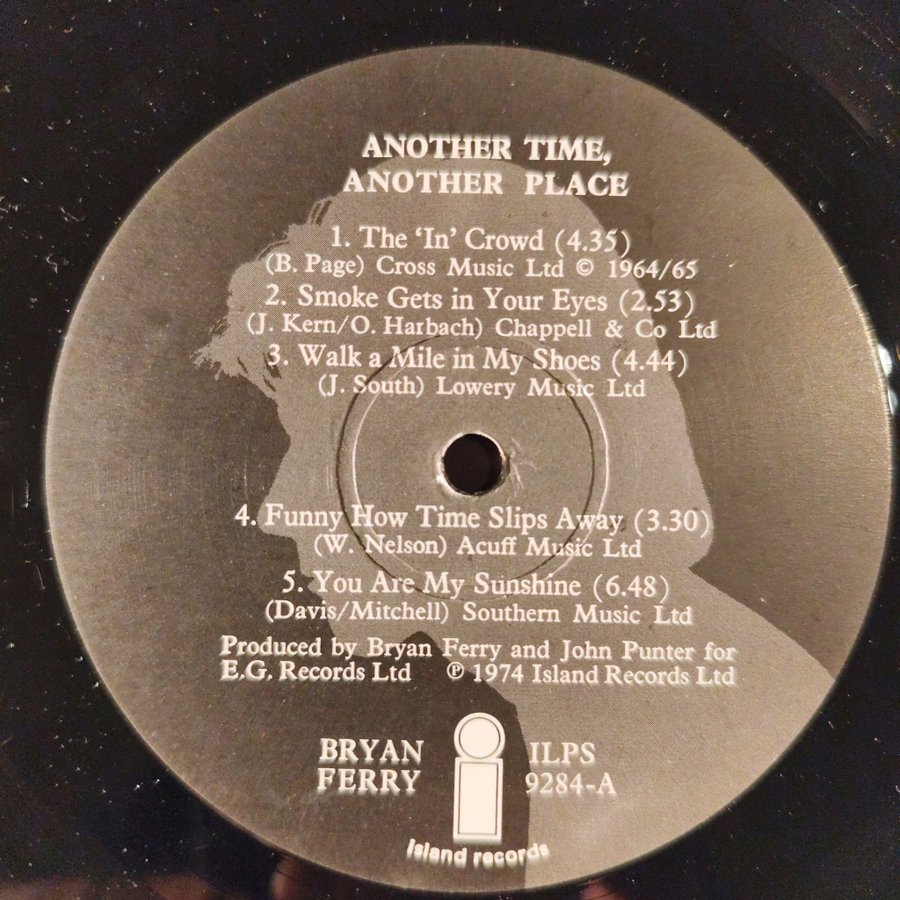 ANOTHER TIME,
ANOTHER PLACE
1. The ‘In’ Crowd (4.35)
(B. Page) Cross Music Ltd © 1964/65
2. Smoke Gets in Your Eyes (2.53)
(J. Kern/O. Harbach) Chappell & Co Ltd
3. Walk a Mile in My Shoes (4.44)
(J. South) Lowery Music Ltd
4. Funny How Time Slips Away (3.30)
(W. Nelson) Acuff Music Ltd
5. You Are My Sunshine (6.48)
(Davis/Mitchell) Southern Music Ltd
Produced by Bryan Ferry and John Punter for
E.G. Records Ltd ℗ 1974 Island Records Ltd
BRYAN
FERRY
ILPS
9284-A
island records